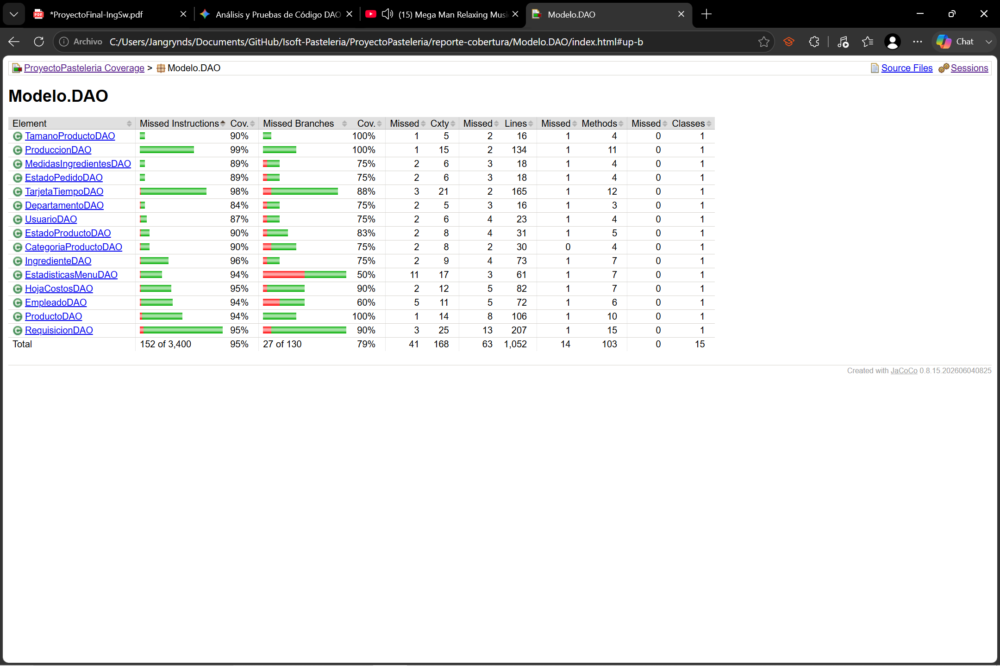 *ProyectoFinal-IngSw.pdf
Análisis y Pruebas de Código DAO
(15) Mega Man Relaxing Musi
Modelo.DAO
Archivo C:/Users/Jangrynds/Documents/GitHub/Isoft-Pasteleria/ProyectoPasteleria/reporte-cobertura/Modelo.DAO/index.html#up-b
Chat
ProyectoPasteleria Coverage > Modelo.DAO
Source Files Sessions
Modelo.DAO
Element Missed Instructions Cov. Missed Branches Cov. Missed Cxty Missed Lines Missed Methods Missed Classes
TamanoProductoDAO 90% 100% 1 5 2 16 1 4 0 1
ProduccionDAO 99% 100% 1 15 2 134 1 11 0 1
MedidasIngredientesDAO 89% 75% 2 6 3 18 1 4 0 1
EstadoPedidoDAO 89% 75% 2 6 3 18 1 4 0 1
TarjetaTiempoDAO 98% 88% 3 21 2 165 1 12 0 1
DepartamentoDAO 84% 75% 2 5 3 16 1 3 0 1
UsuarioDAO 87% 75% 2 6 4 23 1 4 0 1
EstadoProductoDAO 90% 83% 2 8 4 31 1 5 0 1
CategoriaProductoDAO 90% 75% 2 8 2 30 0 4 0 1
IngredienteDAO 96% 75% 2 9 4 73 1 7 0 1
EstadisticasMenuDAO 94% 50% 11 17 3 61 1 7 0 1
HojaCostosDAO 95% 90% 2 12 5 82 1 7 0 1
EmpleadoDAO 94% 60% 5 11 5 72 1 6 0 1
ProductoDAO 94% 100% 1 14 8 106 1 10 0 1
RequisicionDAO 95% 90% 3 25 13 207 1 15 0 1
Total 152 of 3,400 95% 27 of 130 79% 41 168 63 1,052 14 103 0 15
Created with JaCoCo 0.8.15.202606040825